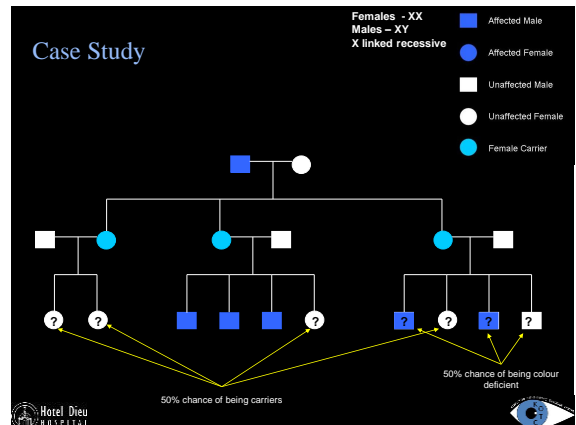 Case Study
Females - XX
Males – XY
X linked recessive
Affected Male
Affected Female
Unaffected Male
Unaffected Female
Female Carrier
? ? ? ? ? ? ?
50% chance of being carriers
50% chance of being colour
deficient
Hotel Dieu
HOSPITAL